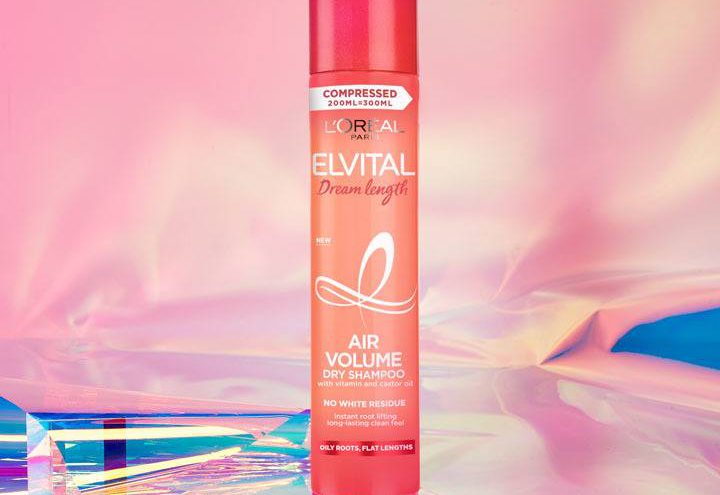 COMPRESSED
200ML=300ML
L'ORÉAL
PARIS
ELVITAL
Dream length
NEW
AIR
VOLUME
DRY SHAMPOO
with vitamin and castor oil
NO WHITE RESIDUE
instant root lifting
long-lasting clean feel
OILY ROOTS, FLAT LENGTHS